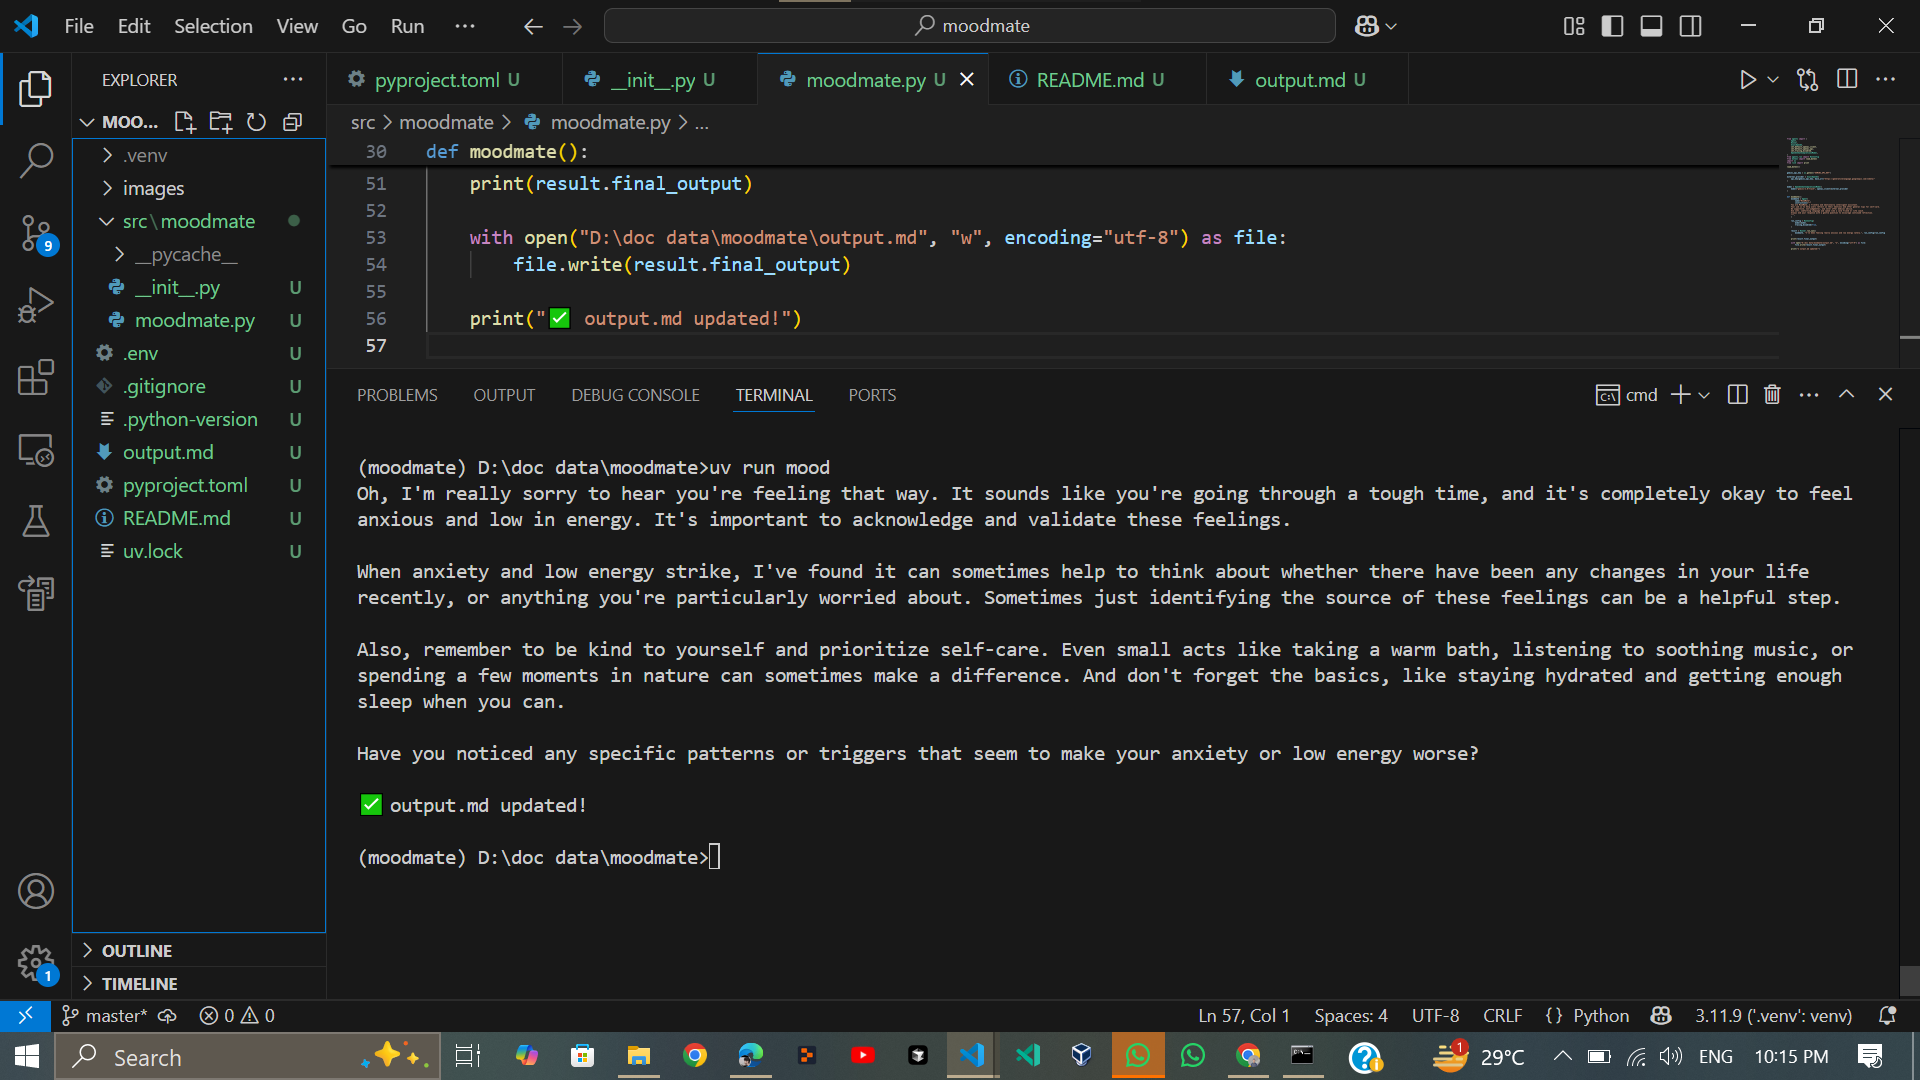 File Edit Selection View Go Run ···
moodmate
EXPLORER
MOO...
.venv
images
src\moodmate
__pycache__
__init__.py U
moodmate.py U
.env U
.gitignore U
.python-version U
output.md U
pyproject.toml U
README.md U
uv.lock U
OUTLINE
TIMELINE
9
1
pyproject.toml U
__init__.py U
moodmate.py U
README.md U
output.md U
src > moodmate > moodmate.py > ...
30 def moodmate():
51 print(result.final_output)
52
53 with open("D:\doc data\moodmate\output.md", "w", encoding="utf-8") as file:
54 file.write(result.final_output)
55
56 print("✅ output.md updated!")
57
PROBLEMS OUTPUT DEBUG CONSOLE TERMINAL PORTS
cmd
(moodmate) D:\doc data\moodmate>uv run mood
Oh, I'm really sorry to hear you're feeling that way. It sounds like you're going through a tough time, and it's completely okay to feel
anxious and low in energy. It's important to acknowledge and validate these feelings.
When anxiety and low energy strike, I've found it can sometimes help to think about whether there have been any changes in your life
recently, or anything you're particularly worried about. Sometimes just identifying the source of these feelings can be a helpful step.
Also, remember to be kind to yourself and prioritize self-care. Even small acts like taking a warm bath, listening to soothing music, or
spending a few moments in nature can sometimes make a difference. And don't forget the basics, like staying hydrated and getting enough
sleep when you can.
Have you noticed any specific patterns or triggers that seem to make your anxiety or low energy worse?
✅ output.md updated!
(moodmate) D:\doc data\moodmate>
master* 0 0
Ln 57, Col 1 Spaces: 4 UTF-8 CRLF {} Python 3.11.9 ('.venv': venv)
Search
1
29°C
ENG
10:15 PM